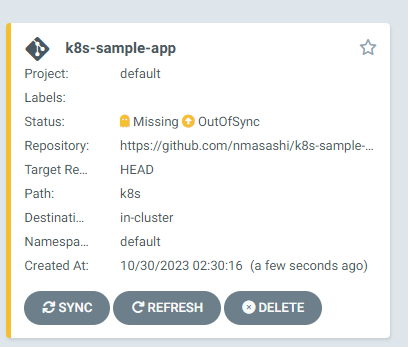 k8s-sample-app
Project: default
Labels:
Status: Missing OutOfSync
Repository: https://github.com/nmasashi/k8s-sample-...
Target Re... HEAD
Path: k8s
Destinati... in-cluster
Namespa... default
Created At: 10/30/2023 02:30:16 (a few seconds ago)
SYNC REFRESH DELETE